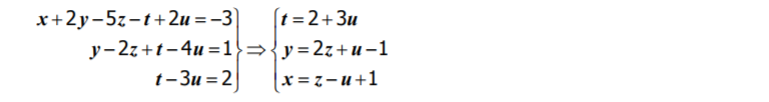 x+2y-5z-t+2u=-3 ⇒ t=2+3u
y-2z+t-4u=1 y=2z+u-1
t-3u=2 x=z-u+1